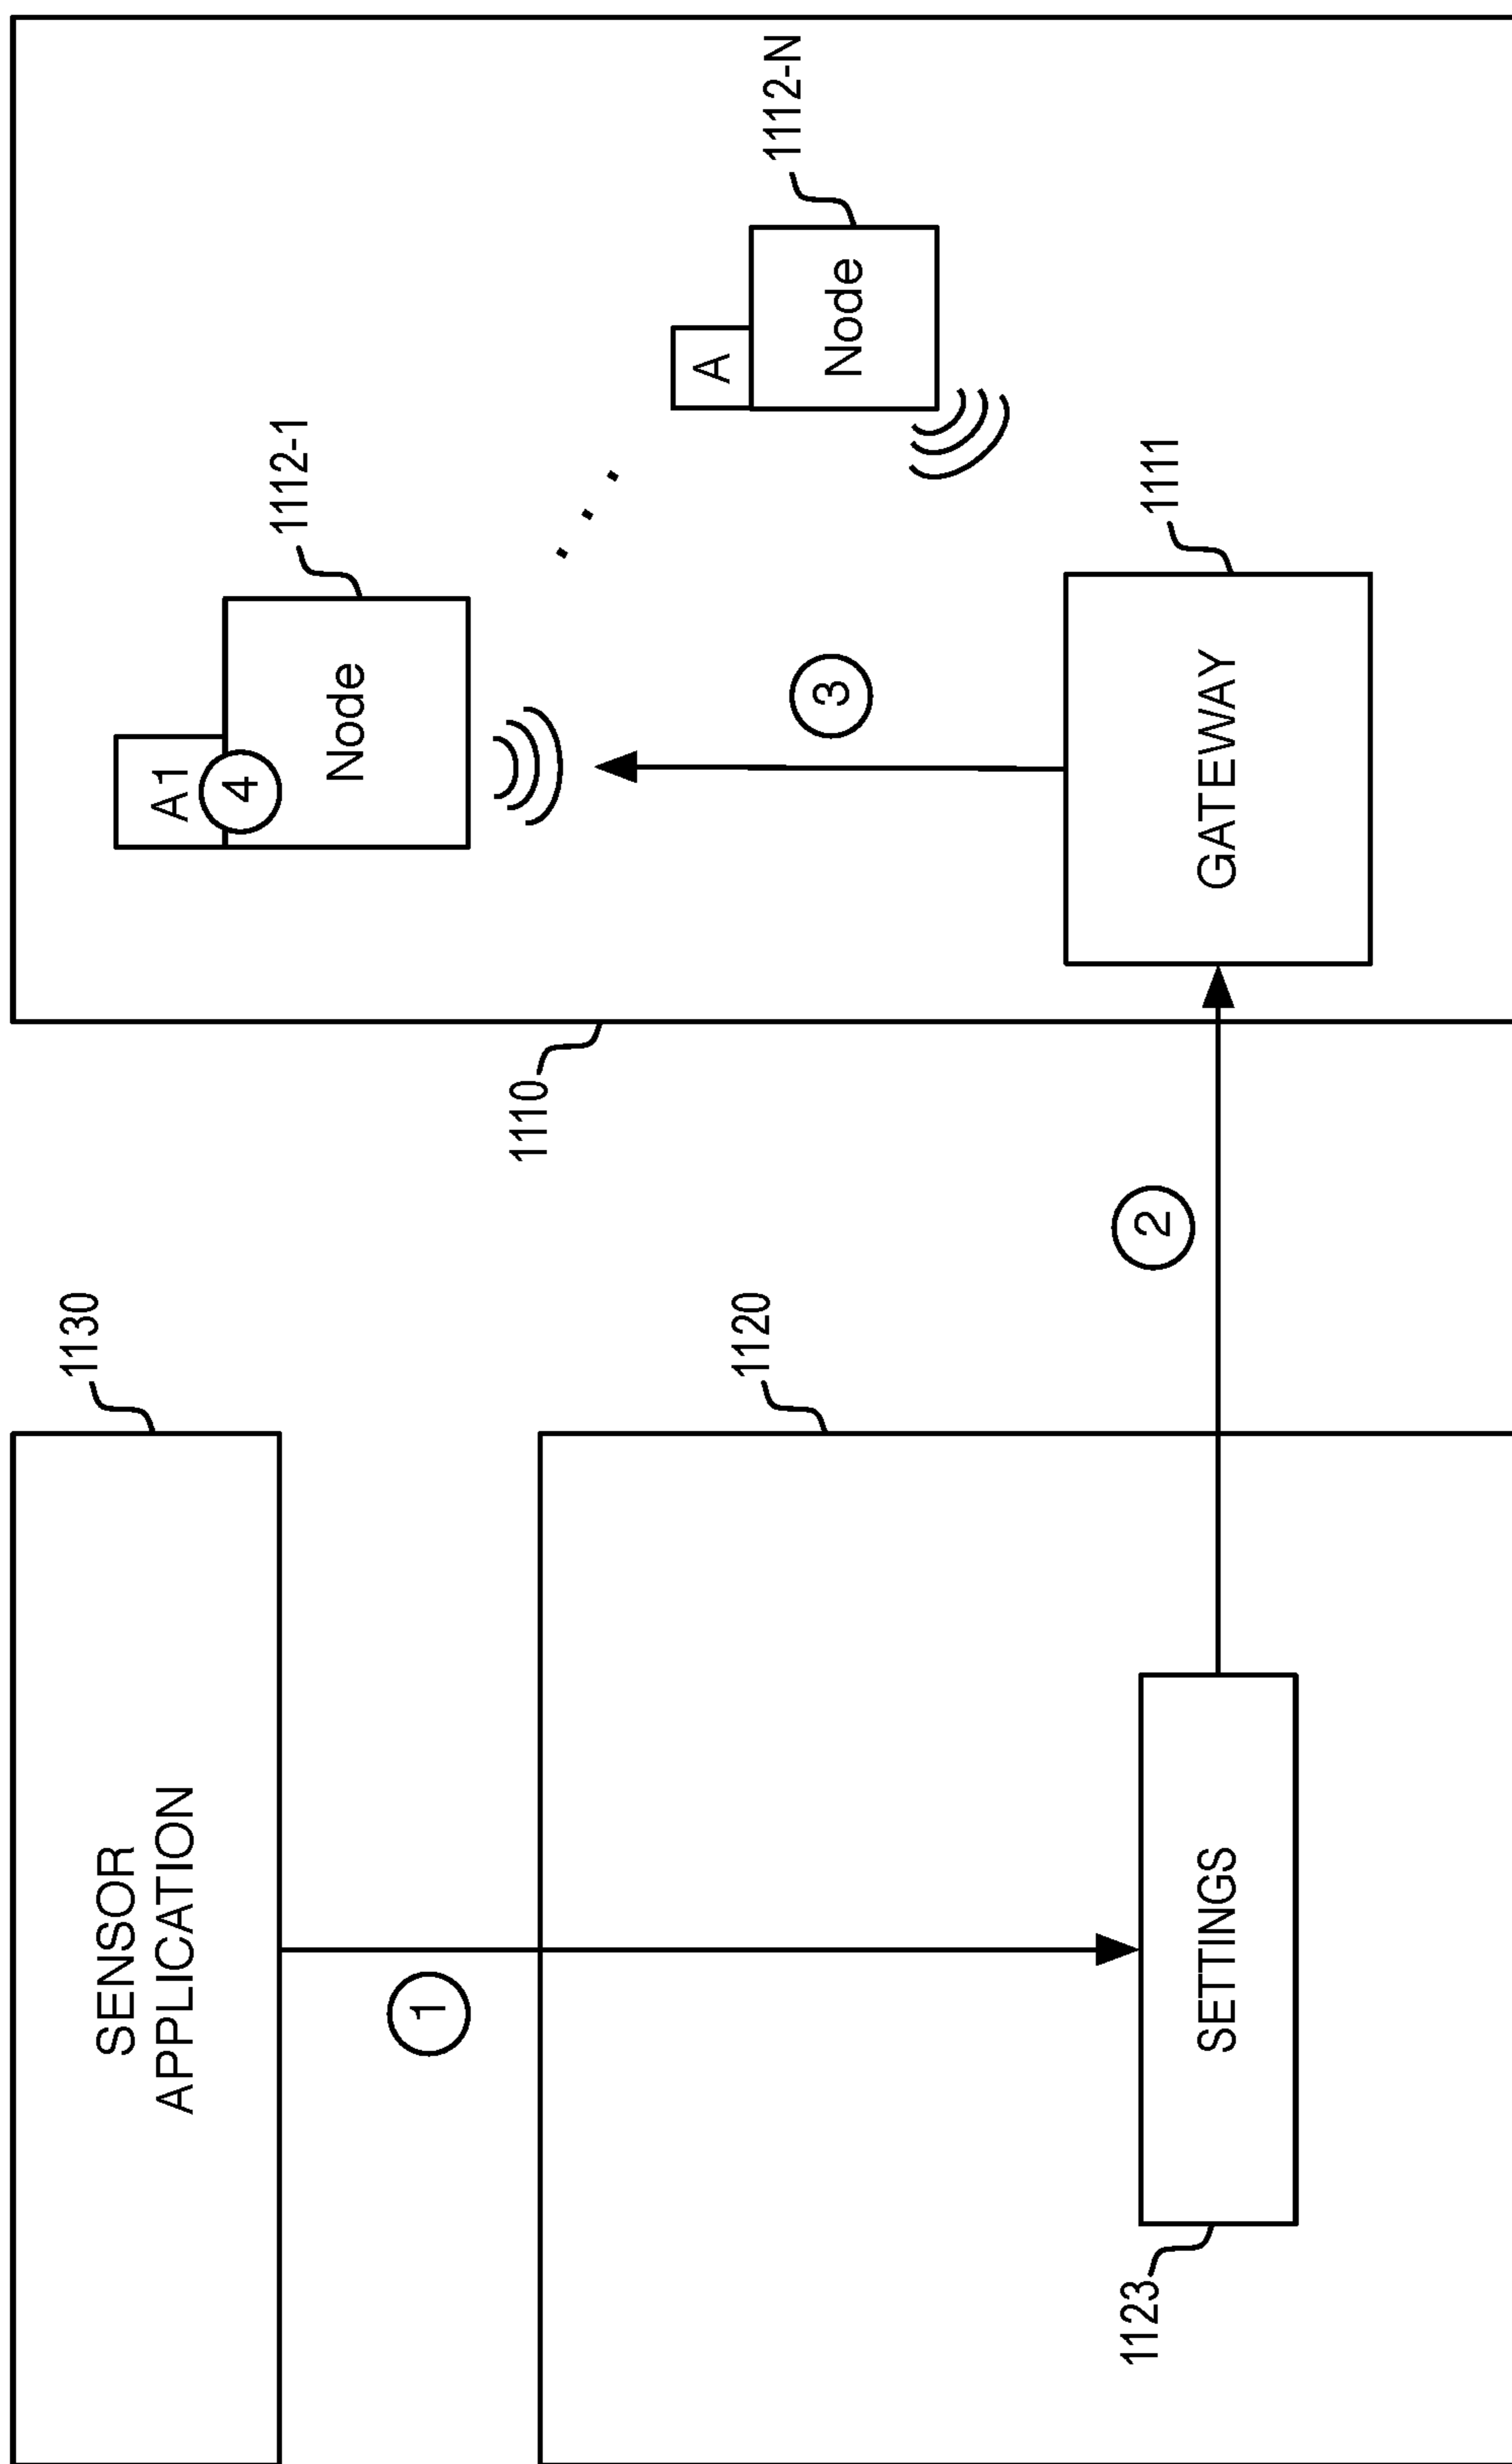 1130
SENSOR
APPLICATION
1
1120
SETTINGS
1123
2
1110
A1
4
Node
1112-1
A
Node
1112-N
3
GATEWAY
1111